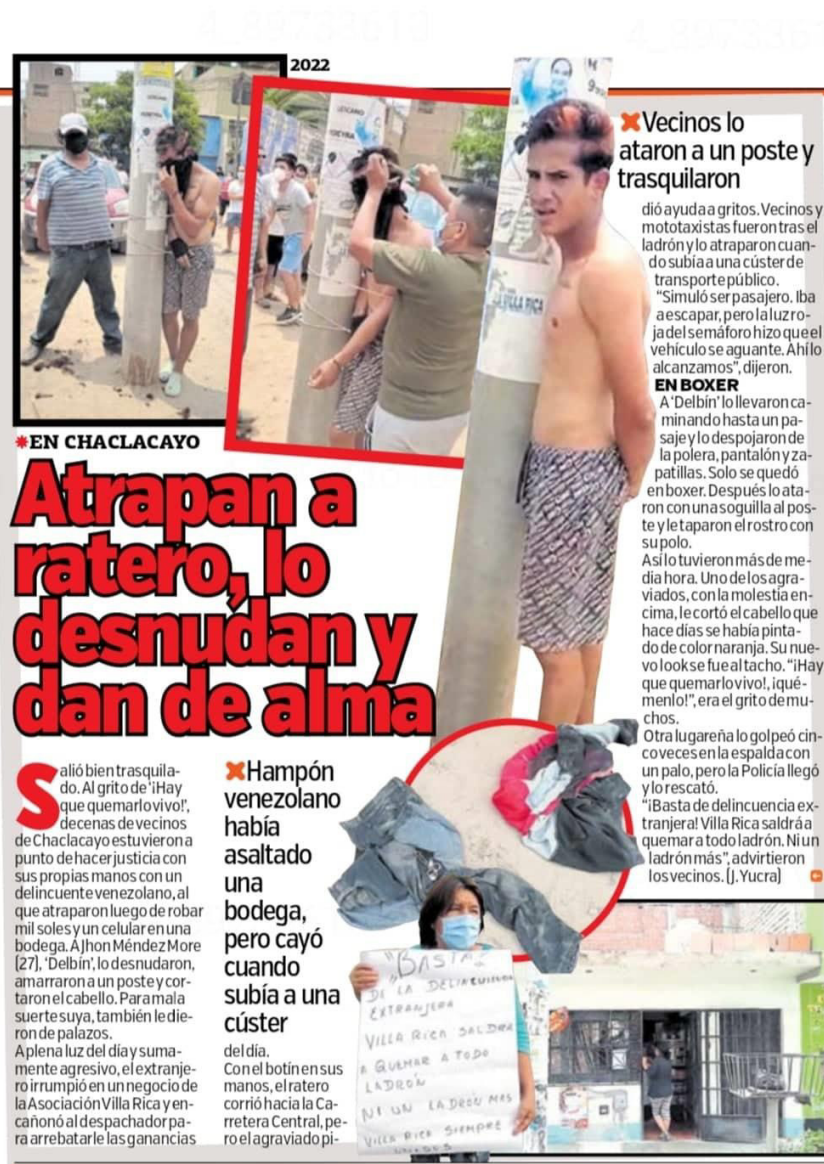 2022
EN CHACLACAYO
Atrapan a
ratero, lo
desnudan y
dan de alma
Salió bien trasquila-
do. Al grito de '¡Hay
que quemarlo vivo!',
decenas de vecinos
de Chaclacayo estuvieron a
punto de hacer justicia con
sus propias manos con un
delincuente venezolano, al
que atraparon luego de robar
mil soles y un celular en una
bodega. A Jhon Méndez More
(27), 'Delbín', lo desnudaron,
amarraron a un poste y cor-
taron el cabello. Para mala
suerte suya, también le die-
ron de palazos.
A plena luz del día y suma-
mente agresivo, el extranje-
ro irrumpió en un negocio de
la Asociación Villa Rica y en-
cañonó al despachador pa-
ra arrebatarle las ganancias
Hampón
venezolano
había
asaltado
una
bodega,
pero cayó
cuando
subía a una
cúster
del día.
Con el botín en sus
manos, el ratero
corrió hacia la Ca-
rretera Central, pe-
ro el agraviado pi-
Vecinos lo
ataron a un poste y
trasquilaron
dió ayuda a gritos. Vecinos y
mototaxistas fueron tras el
ladrón y lo atraparon cuan-
do subía a una cúster de
transporte público.
"Simuló ser pasajero. Iba
a escapar, pero la luz ro-
ja del semáforo hizo que el
vehículo se aguante. Ahí lo
alcanzamos", dijeron.
EN BOXER
A 'Delbín' lo llevaron ca-
minando hasta un pa-
saje y lo despojaron de
la polera, pantalón y za-
patillas. Solo se quedó
en boxer. Después lo ata-
ron con una soguilla al pos-
te y le taparon el rostro con
su polo.
Así lo tuvieron más de me-
dia hora. Uno de los agra-
viados, con la molestia en-
cima, le cortó el cabello que
hace días se había pinta-
do de color naranja. Su nue-
vo look se fue al tacho. "¡Hay
que quemarlo vivo!, ¡qué-
menlo!", era el grito de mu-
chos.
Otra lugareña lo golpeó cin-
co veces en la espalda con
un palo, pero la Policía llegó
y lo rescató.
"¡Basta de delincuencia ex-
tranjera! Villa Rica saldrá a
quemar a todo ladrón. Ni un
ladrón más", advirtieron
los vecinos. (J. Yucra)
LA VILLA RICA
"BASTA"
DE LA DELINCUENCIA
EXTRANJERA
VILLA RICA SALDRA
A QUEMAR A TODO
LADRÓN
NI UN LADRÓN MAS
VILLA RICA SIEMPRE